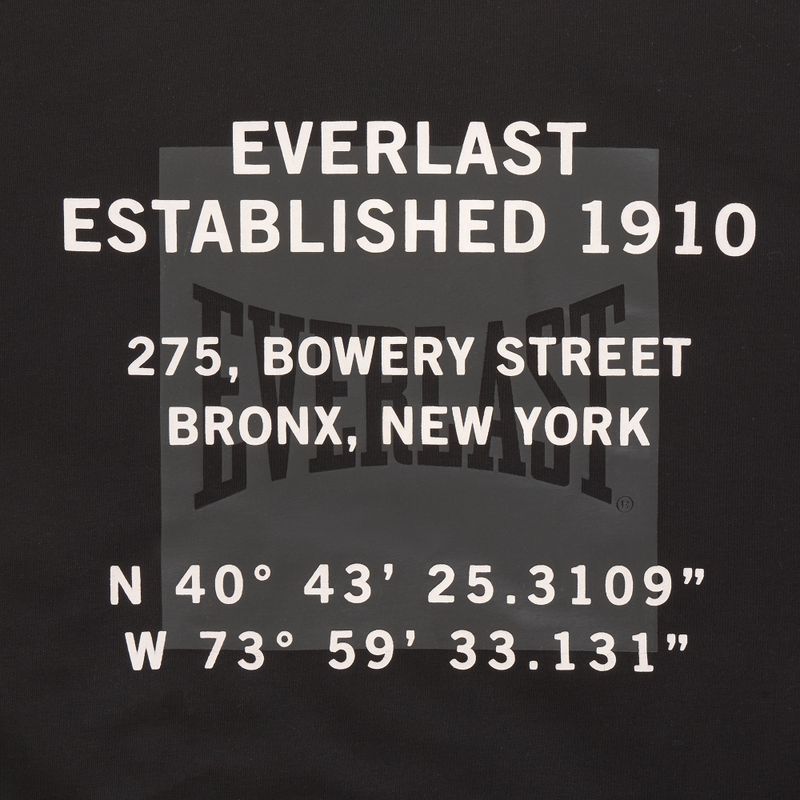 EVERLAST
ESTABLISHED 1910
275, BOWERY STREET
BRONX, NEW YORK
EVERLAST®
N 40° 43’ 25.3109”
W 73° 59’ 33.131”